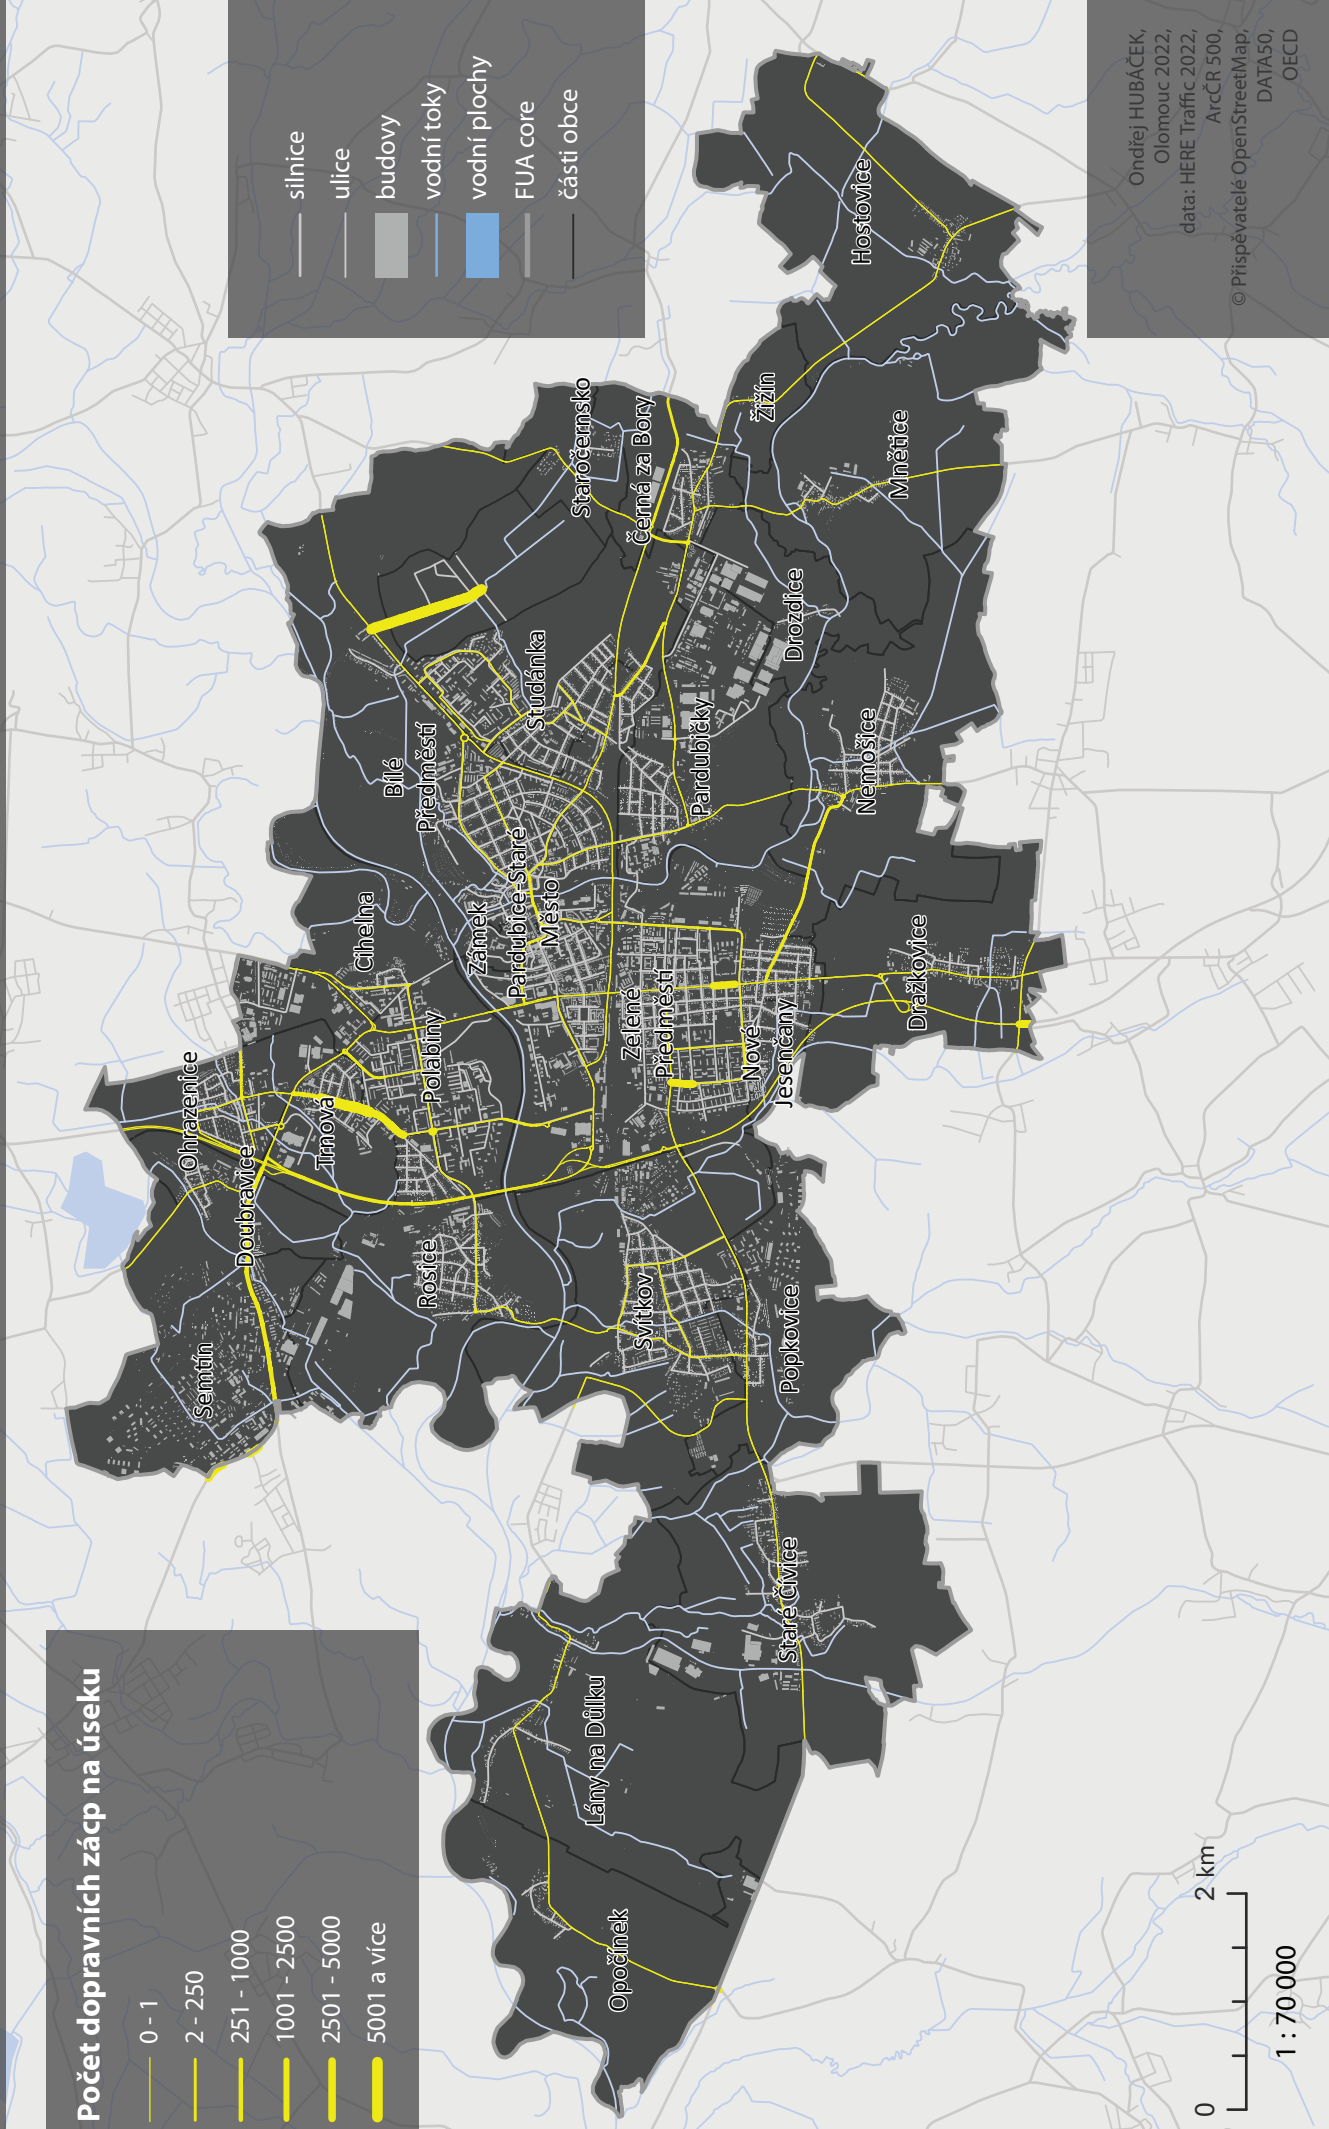 Počet dopravních zácp na úseku
0 - 1
2 - 250
251 - 1000
1001 - 2500
2501 - 5000
5001 a více
silnice
ulice
budovy
vodní toky
vodní plochy
FUA core
části obce
Semtín
Doubravice
Ohrazenice
Trnová
Rosice
Polabiny
Cihelna
Bílé
Předměstí
Zámek
Pardubice-Staré
Město
Studánka
Staročernsko
Černá za Bory
Opočínek
Lány na Důlku
Svítkov
Zelené
Předměstí
Pardubičky
Žižín
Staré Čívice
Popkovice
Nové
Jesenčany
Drozdice
Hostovice
Nemošice
Mnětice
Dražkovice
0
2 km
1 : 70 000
Ondřej HUBÁČEK,
Olomouc 2022,
data: HERE Traffic 2022,
ArcČR 500,
© Přispěvatelé OpenStreetMap,
DATA50,
OECD